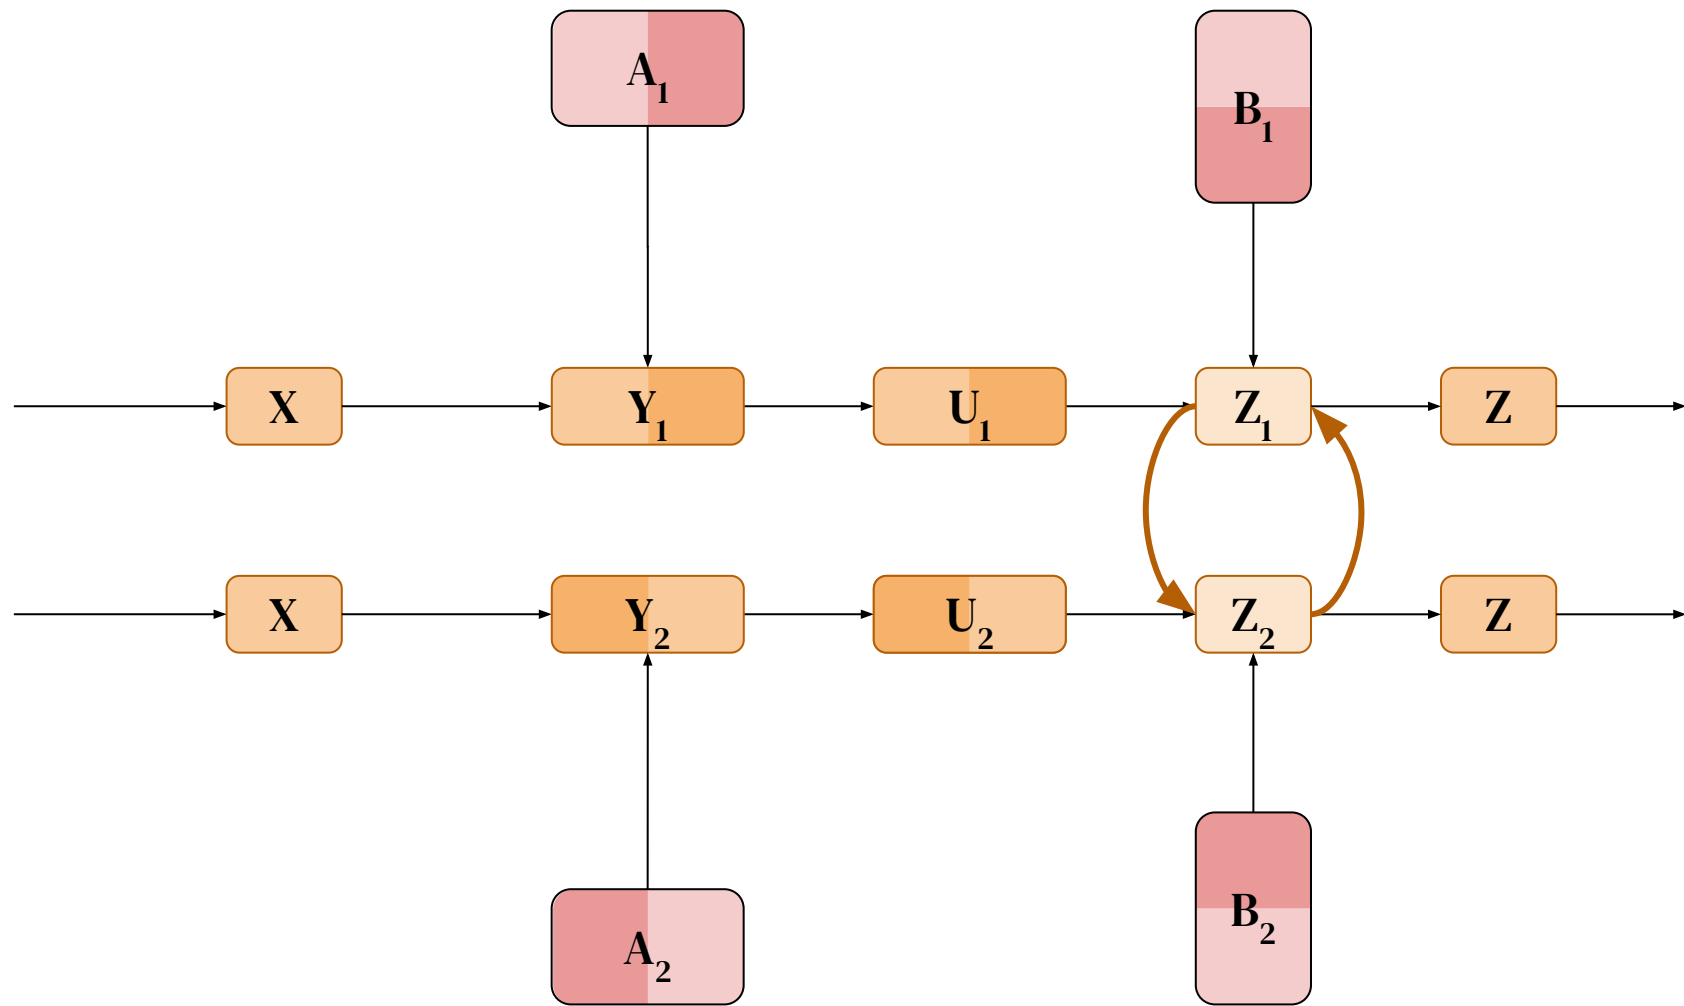 A₁
B₁
X
Y₁
U₁
Z₁
Z
X
Y₂
U₂
Z₂
Z
A₂
B₂